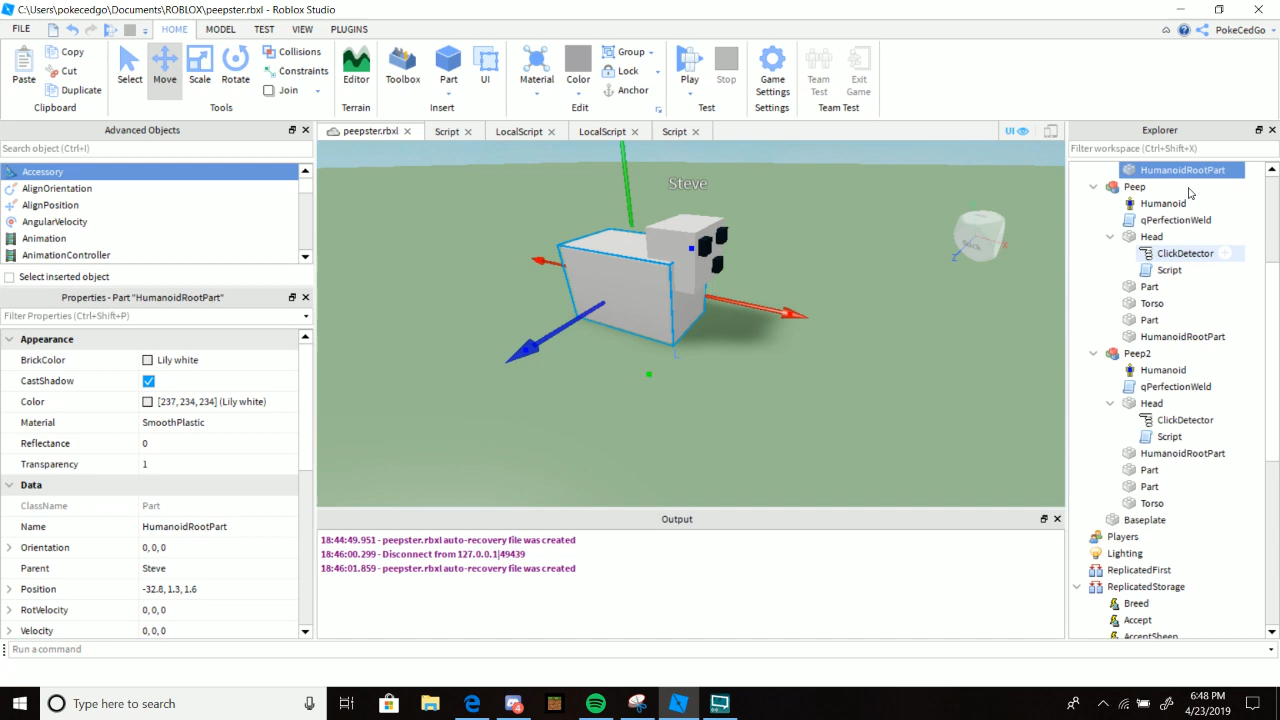 C:\Users\pokecedgo\Documents\ROBLOX\peepster.rbxl - Roblox Studio
FILE HOME MODEL TEST VIEW PLUGINS PokeCedGo
Paste Copy Cut Duplicate Clipboard
Select Move Scale Rotate Collisions Constraints Join Tools
Editor Terrain
Toolbox Part UI Insert
Material Color Group Lock Anchor Edit
Play Stop Test
Game Settings Settings
Team Test Exit Game Team Test
Advanced Objects
Search object (Ctrl+I)
Accessory
AlignOrientation
AlignPosition
AngularVelocity
Animation
AnimationController
Select inserted object
Properties - Part "HumanoidRootPart"
Filter Properties (Ctrl+Shift+P)
Appearance
BrickColor Lily white
CastShadow
Color [237, 234, 234] (Lily white)
Material SmoothPlastic
Reflectance 0
Transparency 1
Data
ClassName Part
Name HumanoidRootPart
Orientation 0, 0, 0
Parent Steve
Position -32.8, 1.3, 1.6
RotVelocity 0, 0, 0
Velocity 0, 0, 0
peepster.rbxl Script LocalScript LocalScript Script UI
Steve
Output
18:44:49.951 - peepster.rbxl auto-recovery file was created
18:46:00.299 - Disconnect from 127.0.0.1|49439
18:46:01.859 - peepster.rbxl auto-recovery file was created
Explorer
Filter workspace (Ctrl+Shift+X)
HumanoidRootPart
Peep
Humanoid
qPerfectionWeld
Head
ClickDetector
Script
Part
Torso
Part
HumanoidRootPart
Peep2
Humanoid
qPerfectionWeld
Head
ClickDetector
Script
HumanoidRootPart
Part
Part
Torso
Baseplate
Players
Lighting
ReplicatedFirst
ReplicatedStorage
Breed
Accept
AcceptSheep
Run a command
Type here to search
6:48 PM
4/23/2019